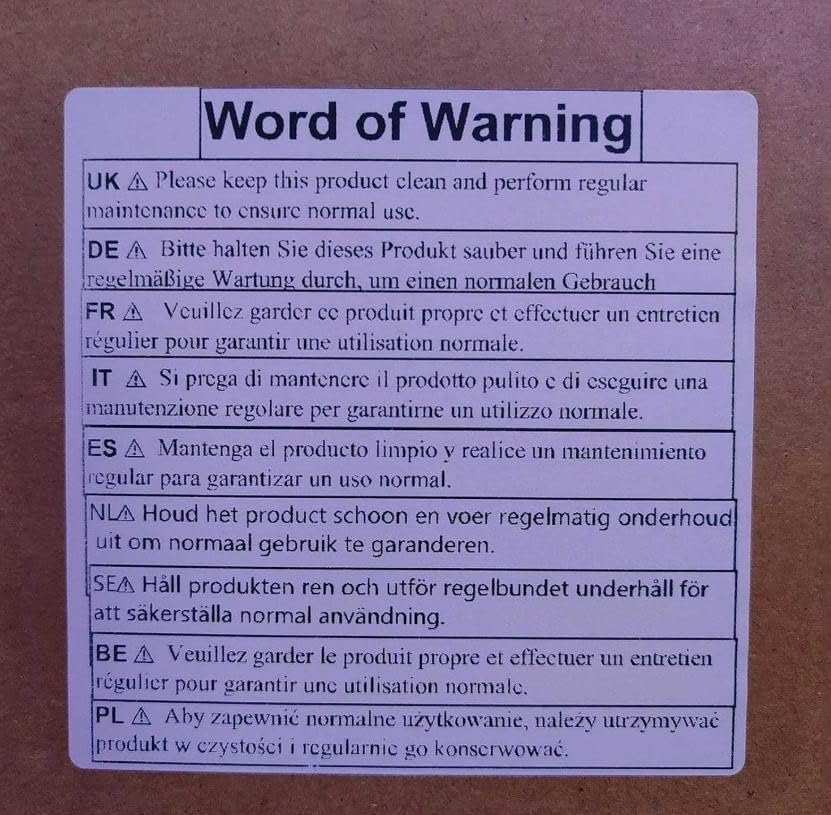 Word of Warning
UK ⚠ Please keep this product clean and perform regular
maintenance to ensure normal use.
DE ⚠ Bitte halten Sie dieses Produkt sauber und führen Sie eine
regelmäßige Wartung durch, um einen normalen Gebrauch
FR ⚠ Veuillez garder ce produit propre et effectuer un entretien
régulier pour garantir une utilisation normale.
IT ⚠ Si prega di mantenere il prodotto pulito e di eseguire una
manutenzione regolare per garantirne un utilizzo normale.
ES ⚠ Mantenga el producto limpio y realice un mantenimiento
regular para garantizar un uso normal.
NL⚠ Houd het product schoon en voer regelmatig onderhoud
uit om normaal gebruik te garanderen.
SE⚠ Håll produkten ren och utför regelbundet underhåll för
att säkerställa normal användning.
BE ⚠ Veuillez garder le produit propre et effectuer un entretien
régulier pour garantir une utilisation normale.
PL ⚠ Aby zapewnić normalne użytkowanie, należy utrzymywać
produkt w czystości i regularnie go konserwować.